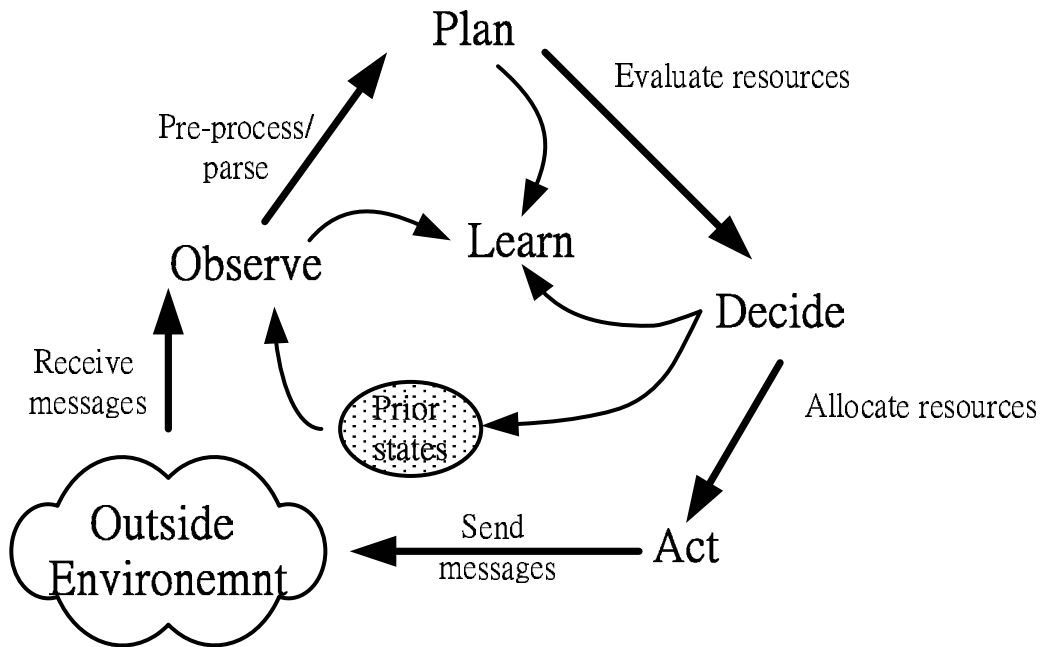 Plan
Evaluate resources
Pre-process/
parse
Learn
Observe
Decide
Receive
messages
Prior
states
Allocate resources
Outside
Environemnt
Send
messages
Act